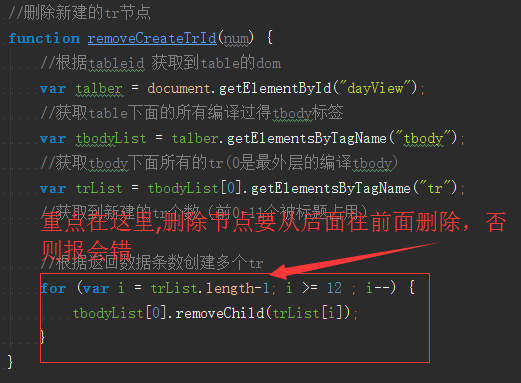 //删除新建的tr节点
function removeCreateTrId(num) {
//根据tableid 获取到table的dom
var talber = document.getElementById("dayView");
//获取table下面的所有编译过得tbody标签
var tbodyList = talber.getElementsByTagName("tbody");
//获取tbody下面所有的tr(0是最外层的编译tbody)
var trList = tbodyList[0].getElementsByTagName("tr");
//获取到新建的tr个数（前0-11个被标题占用）
重点在这里,删除节点要从后面往前面删除，否
则报会错
//根据返回数据条数创建多个tr
for (var i = trList.length-1; i >= 12 ; i--) {
tbodyList[0].removeChild(trList[i]);
}
}